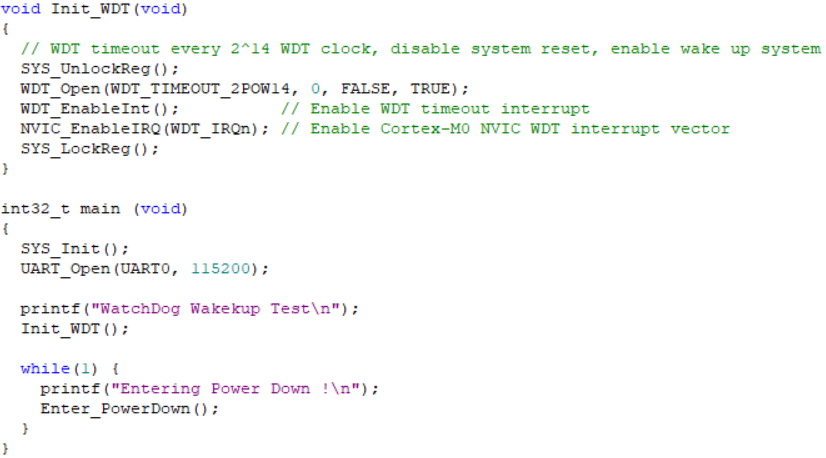 void Init_WDT(void)
{
  // WDT timeout every 2^14 WDT clock, disable system reset, enable wake up system
  SYS_UnlockReg();
  WDT_Open(WDT_TIMEOUT_2POW14, 0, FALSE, TRUE);
  WDT_EnableInt();          // Enable WDT timeout interrupt
  NVIC_EnableIRQ(WDT_IRQn); // Enable Cortex-M0 NVIC WDT interrupt vector
  SYS_LockReg();
}

int32_t main (void)
{
  SYS_Init();
  UART_Open(UART0, 115200);

  printf("WatchDog Wakekup Test\n");
  Init_WDT();

  while(1) {
    printf("Entering Power Down !\n");
    Enter_PowerDown();
  }
}